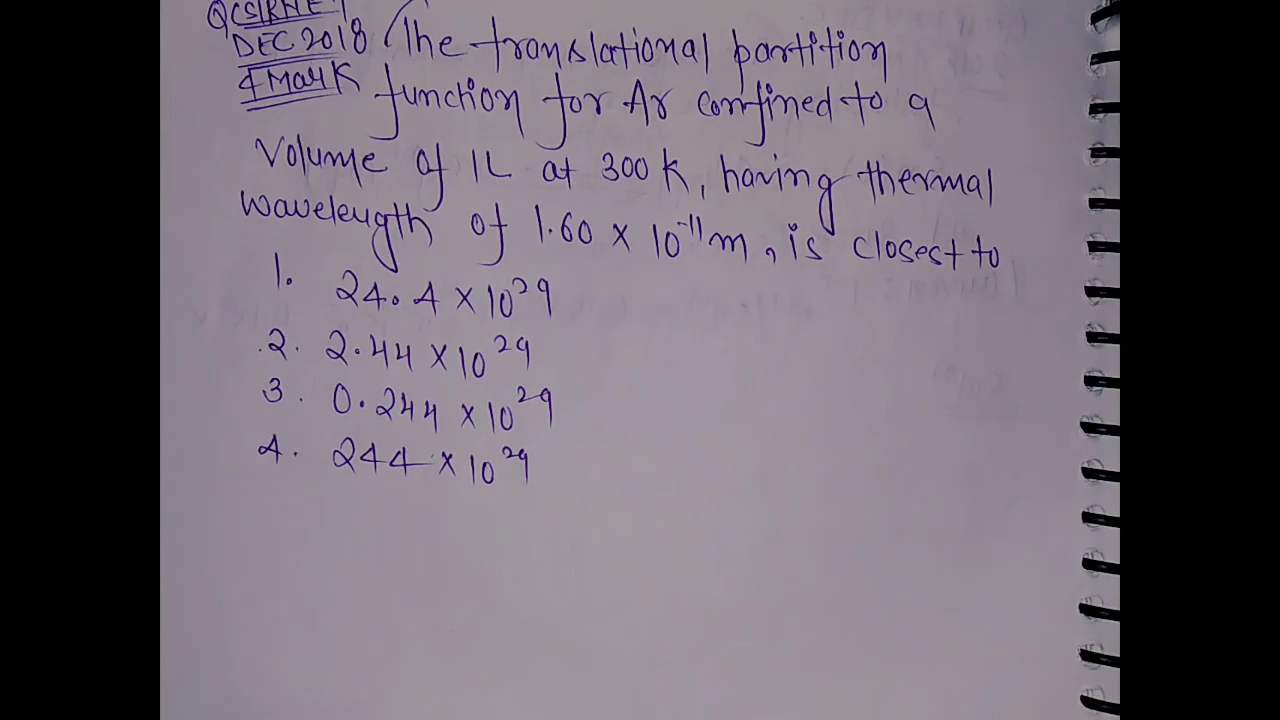 Q CSIRNET
DEC 2018 (The translational partition
4 Mark function for Ar confined to a
volume of 1L at 300 K, having thermal
wavelength of 1.60 × 10⁻¹¹ m, is closest to
1. 24.4 × 10²⁹
2. 2.44 × 10²⁹
3. 0.244 × 10²⁹
4. 244 × 10²⁹